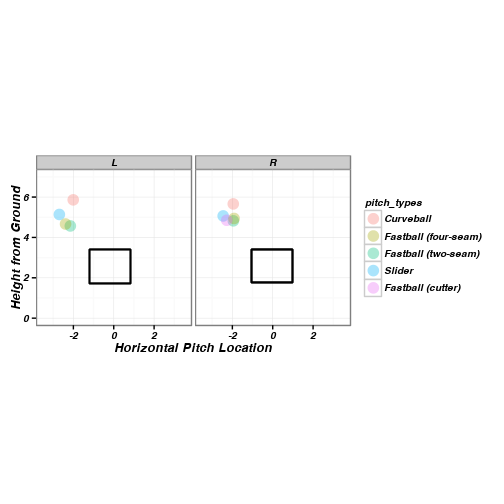 L R
Height from Ground
6
4
2
0
-2 0 2 -2 0 2
Horizontal Pitch Location
pitch_types
Curveball
Fastball (four-seam)
Fastball (two-seam)
Slider
Fastball (cutter)